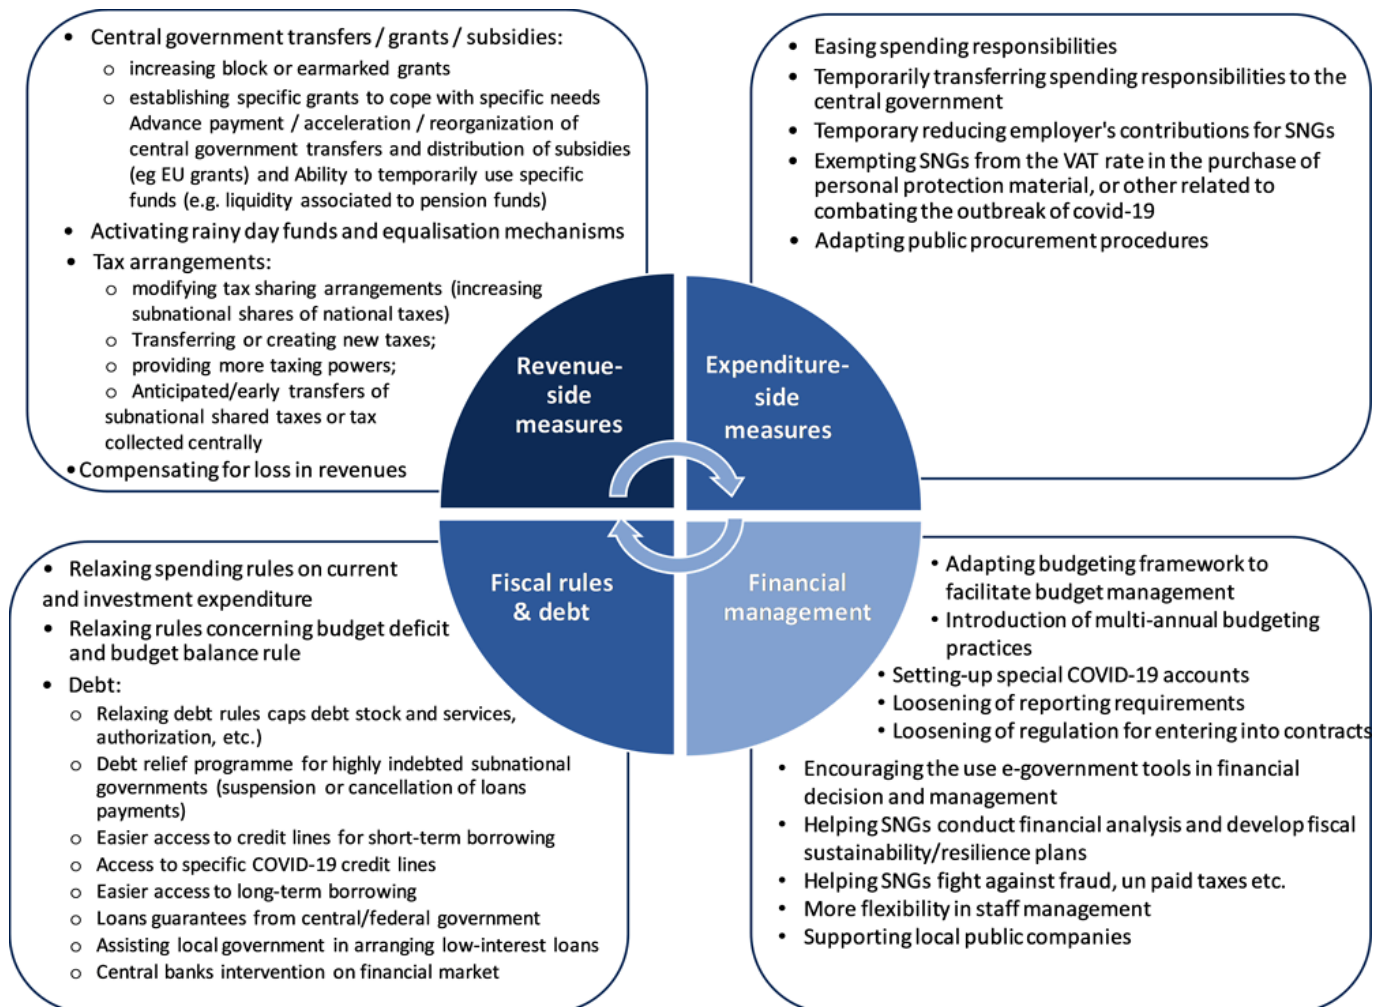 • Central government transfers / grants / subsidies:
o increasing block or earmarked grants
o establishing specific grants to cope with specific needs
Advance payment / acceleration / reorganization of
central government transfers and distribution of subsidies
(eg EU grants) and Ability to temporarily use specific
funds (e.g. liquidity associated to pension funds)
• Activating rainy day funds and equalisation mechanisms
• Tax arrangements:
o modifying tax sharing arrangements (increasing
subnational shares of national taxes)
o Transferring or creating new taxes;
o providing more taxing powers;
o Anticipated/early transfers of
subnational shared taxes or tax
collected centrally
• Compensating for loss in revenues
• Easing spending responsibilities
• Temporarily transferring spending responsibilities to the
central government
• Temporary reducing employer's contributions for SNGs
• Exempting SNGs from the VAT rate in the purchase of
personal protection material, or other related to
combating the outbreak of covid-19
• Adapting public procurement procedures
Revenue-
side
measures
Expenditure-
side
measures
Fiscal rules
& debt
Financial
management
• Relaxing spending rules on current
and investment expenditure
• Relaxing rules concerning budget deficit
and budget balance rule
• Debt:
o Relaxing debt rules caps debt stock and services,
authorization, etc.)
o Debt relief programme for highly indebted subnational
governments (suspension or cancellation of loans
payments)
o Easier access to credit lines for short-term borrowing
o Access to specific COVID-19 credit lines
o Easier access to long-term borrowing
o Loans guarantees from central/federal government
o Assisting local government in arranging low-interest loans
o Central banks intervention on financial market
• Adapting budgeting framework to
facilitate budget management
• Introduction of multi-annual budgeting
practices
• Setting-up special COVID-19 accounts
• Loosening of reporting requirements
• Loosening of regulation for entering into contracts
• Encouraging the use e-government tools in financial
decision and management
• Helping SNGs conduct financial analysis and develop fiscal
sustainability/resilience plans
• Helping SNGs fight against fraud, un paid taxes etc.
• More flexibility in staff management
• Supporting local public companies